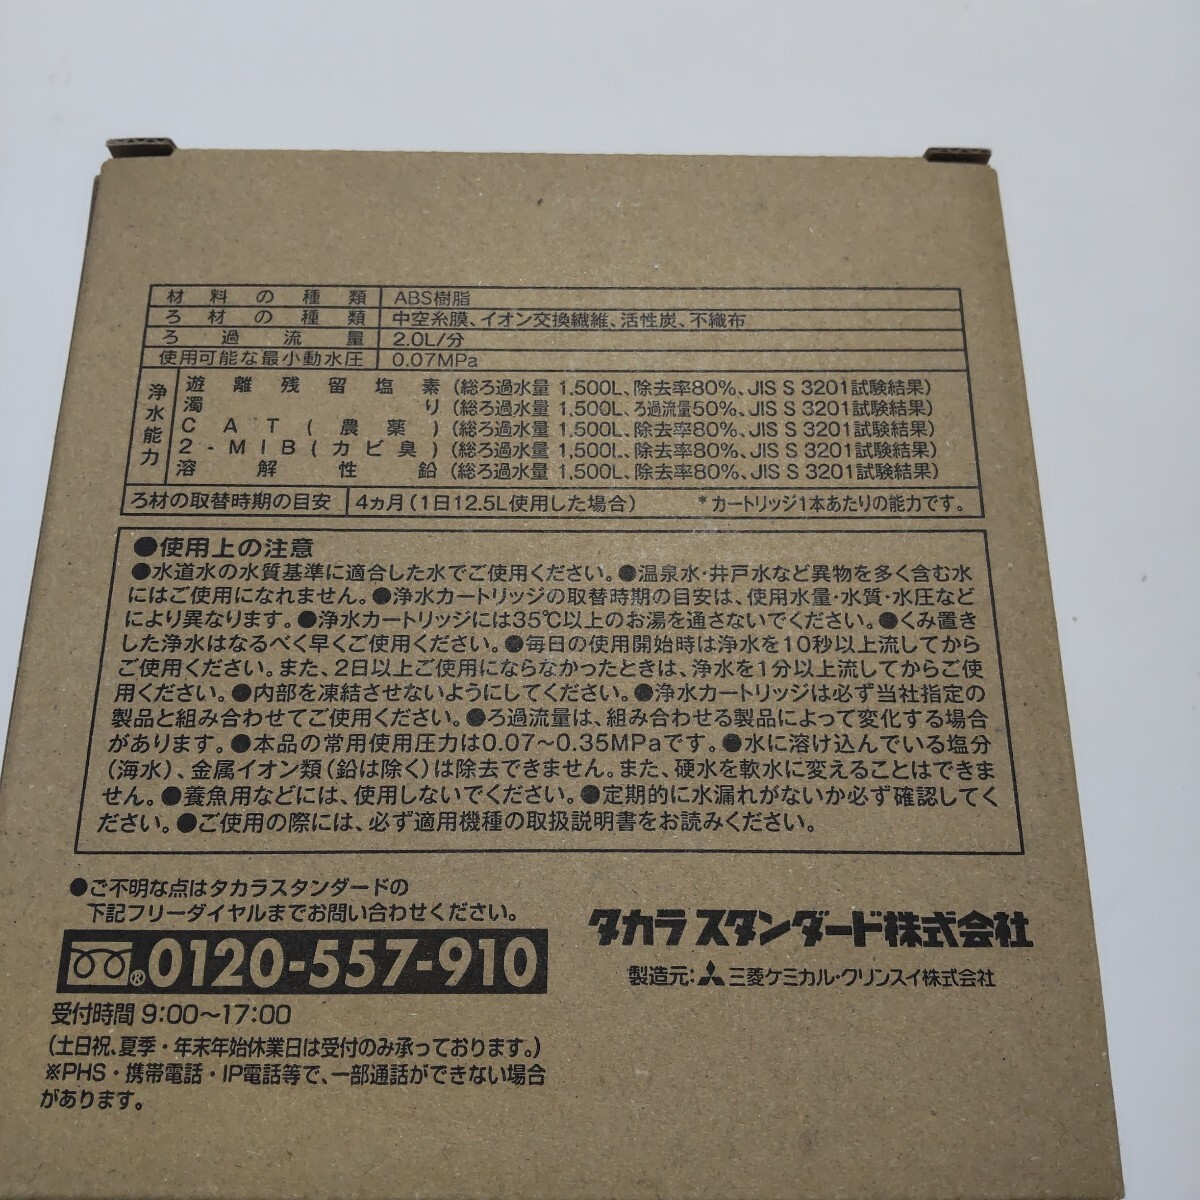 材料の種類 ABS樹脂
ろ材の種類 中空糸膜、イオン交換繊維、活性炭、不織布
ろ過流量 2.0L/分
使用可能な最小動水圧 0.07MPa
浄水能力
遊離残留塩素 (総ろ過水量 1,500L、除去率80%、JIS S 3201試験結果)
濁り (総ろ過水量 1,500L、ろ過流量50%、JIS S 3201試験結果)
CAT(農薬) (総ろ過水量 1,500L、除去率80%、JIS S 3201試験結果)
2-MIB(カビ臭) (総ろ過水量 1,500L、除去率80%、JIS S 3201試験結果)
溶解性鉛 (総ろ過水量 1,500L、除去率80%、JIS S 3201試験結果)
ろ材の取替時期の目安 4ヵ月(1日12.5L使用した場合) *カートリッジ1本あたりの能力です。
●使用上の注意
●水道水の水質基準に適合した水でご使用ください。●温泉水・井戸水など異物を多く含む水
にはご使用になれません。●浄水カートリッジの取替時期の目安は、使用水量・水質・水圧など
により異なります。●浄水カートリッジには35℃以上のお湯を通さないでください。●くみ置き
した浄水はなるべく早くご使用ください。●毎日の使用開始時は浄水を10秒以上流してから
ご使用ください。また、2日以上ご使用にならなかったときは、浄水を1分以上流してからご使
用ください。●内部を凍結させないようにしてください。●浄水カートリッジは必ず当社指定の
製品と組み合わせてご使用ください。●ろ過流量は、組み合わせる製品によって変化する場合
があります。●本品の常用使用圧力は0.07～0.35MPaです。●水に溶け込んでいる塩分
(海水)、金属イオン類(鉛は除く)は除去できません。また、硬水を軟水に変えることはできま
せん。●養魚用などには、使用しないでください。●定期的に水漏れがないか必ず確認してく
ださい。●ご使用の際には、必ず適用機種の取扱説明書をお読みください。
●ご不明な点はタカラスタンダードの
下記フリーダイヤルまでお問い合わせください。
®0120-557-910
受付時間 9:00～17:00
(土日祝、夏季・年末年始休業日は受付のみ承っております。)
※PHS・携帯電話・IP電話等で、一部通話ができない場合
があります。
タカラスタンダード株式会社
製造元:三菱ケミカル・クリンスイ株式会社